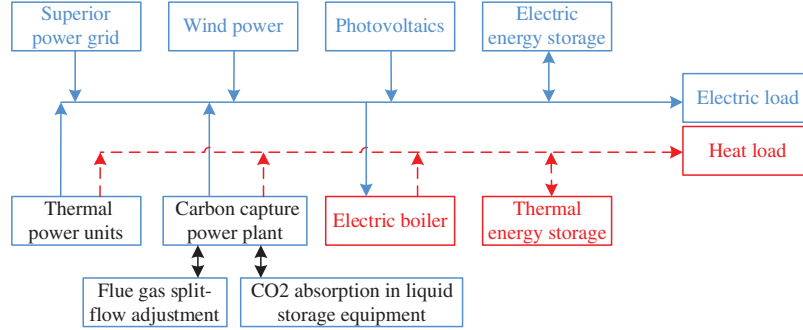 Superior
power grid
Wind power
Photovoltaics
Electric
energy storage
Electric load
Heat load
Thermal
power units
Carbon capture
power plant
Electric boiler
Thermal
energy storage
Flue gas split-
flow adjustment
CO2 absorption in liquid
storage equipment